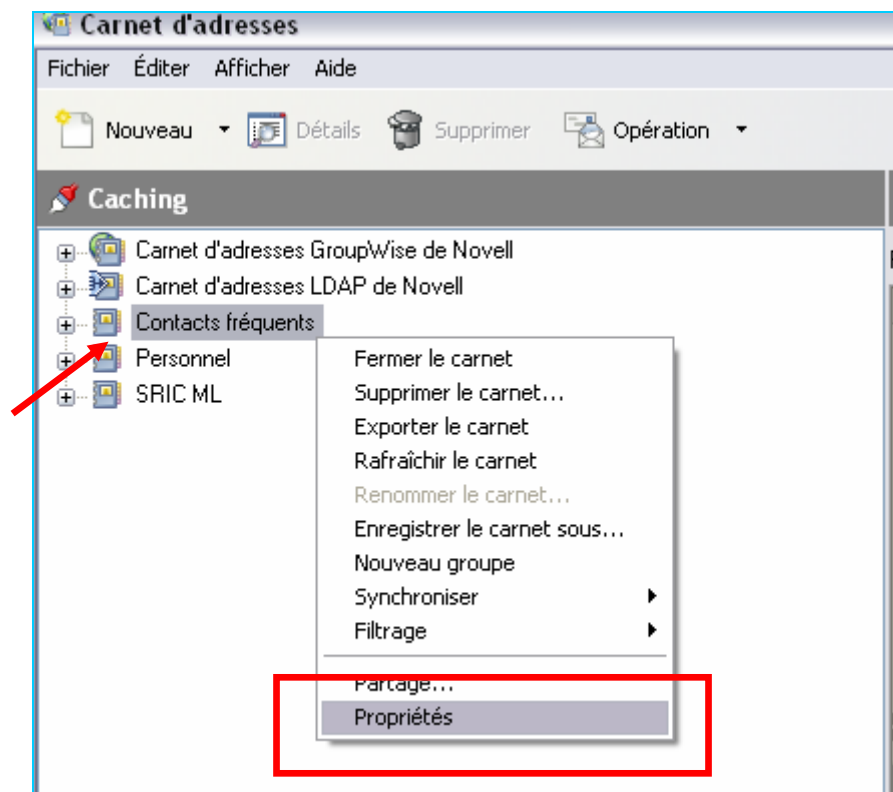 Carnet d'adresses
Fichier Éditer Afficher Aide
Nouveau Détails Supprimer Opération
Caching
Carnet d'adresses GroupWise de Novell
Carnet d'adresses LDAP de Novell
Contacts fréquents
Personnel
SRIC ML
Fermer le carnet
Supprimer le carnet...
Exporter le carnet
Rafraîchir le carnet
Renommer le carnet...
Enregistrer le carnet sous...
Nouveau groupe
Synchroniser
Filtrage
Partage...
Propriétés